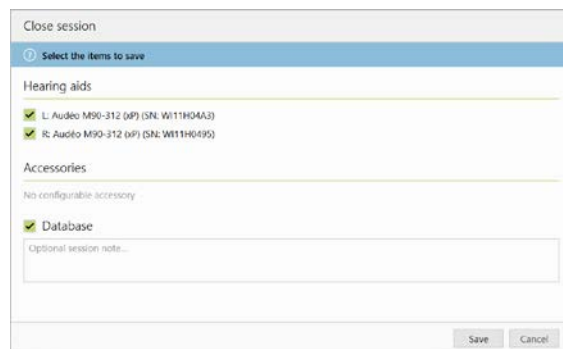 Close session
Select the items to save
Hearing aids
L: Audéo M90-312 (xP) (SN: WI11H04A3)
R: Audéo M90-312 (xP) (SN: WI11H0495)
Accessories
No configurable accessory
Database
Optional session note...
Save Cancel